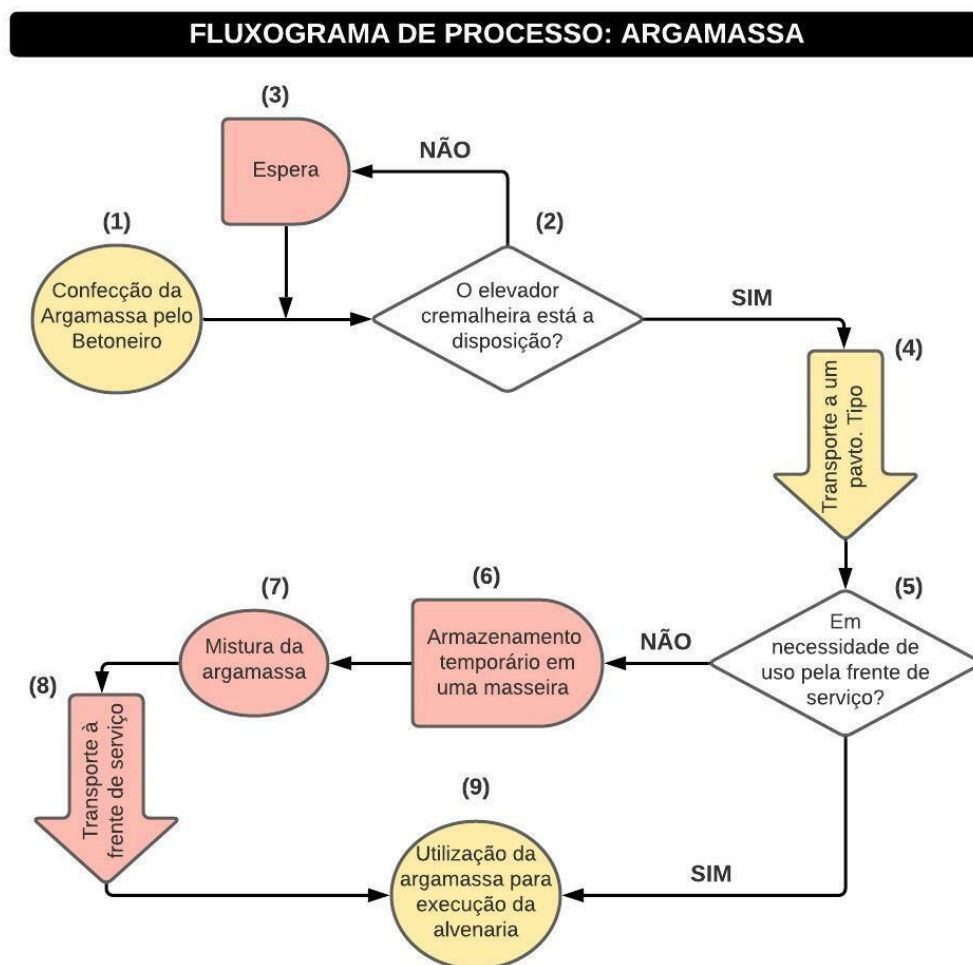 FLUXOGRAMA DE PROCESSO: ARGAMASSA
(3)
Espera
NÃO
(1)
Confecção da
Argamassa pelo
Betoneiro
(2)
O elevador
cremalheira está a
disposição?
SIM
(4)
Transporte a um
pavto. Tipo
(5)
Em
necessidade de
uso pela frente de
serviço?
NÃO
(6)
Armazenamento
temporário em
uma masseira
(7)
Mistura da
argamassa
(8)
Transporte à
frente de serviço
(9)
Utilização da
argamassa para
execução da
alvenaria
SIM